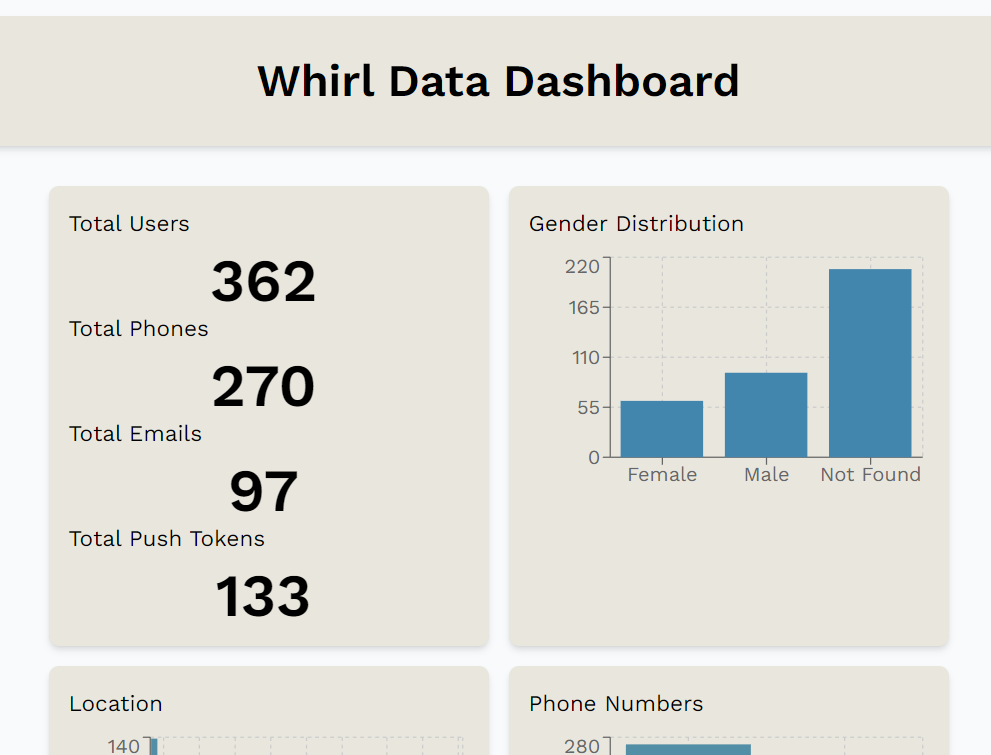 Whirl Data Dashboard
Total Users
362
Total Phones
270
Total Emails
97
Total Push Tokens
133
Gender Distribution
220
165
110
55
0
Female Male Not Found
Location
140
Phone Numbers
280